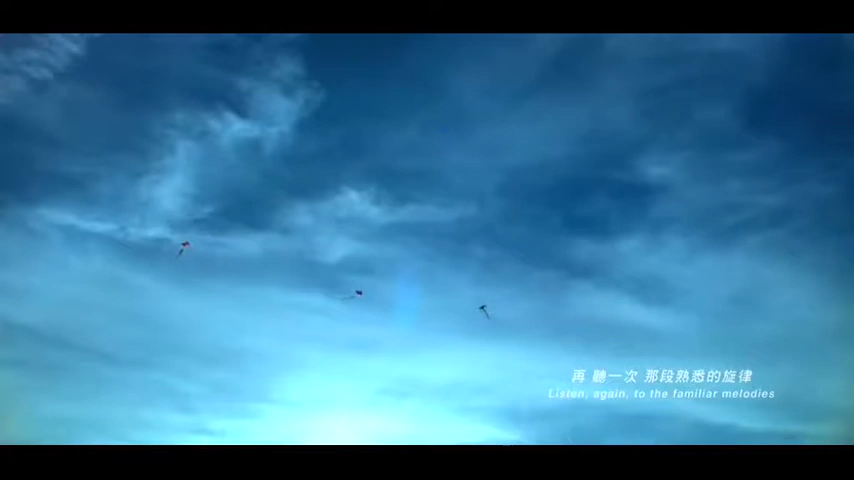 再 聽一次 那段熟悉的旋律
Listen, again, to the familiar melodies